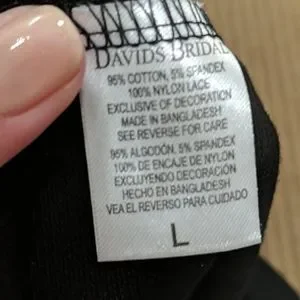 DAVIDS BRIDAL
95% COTTON, 5% SPANDEX
100% NYLON LACE
EXCLUSIVE OF DECORATION
MADE IN BANGLADESH
SEE REVERSE FOR CARE
95% ALGODÓN, 5% SPANDEX
100% DE ENCAJE DE NYLON
EXCLUYENDO DECORACIÓN
HECHO EN BANGLADESH
VEA EL REVERSO PARA CUIDADO
L